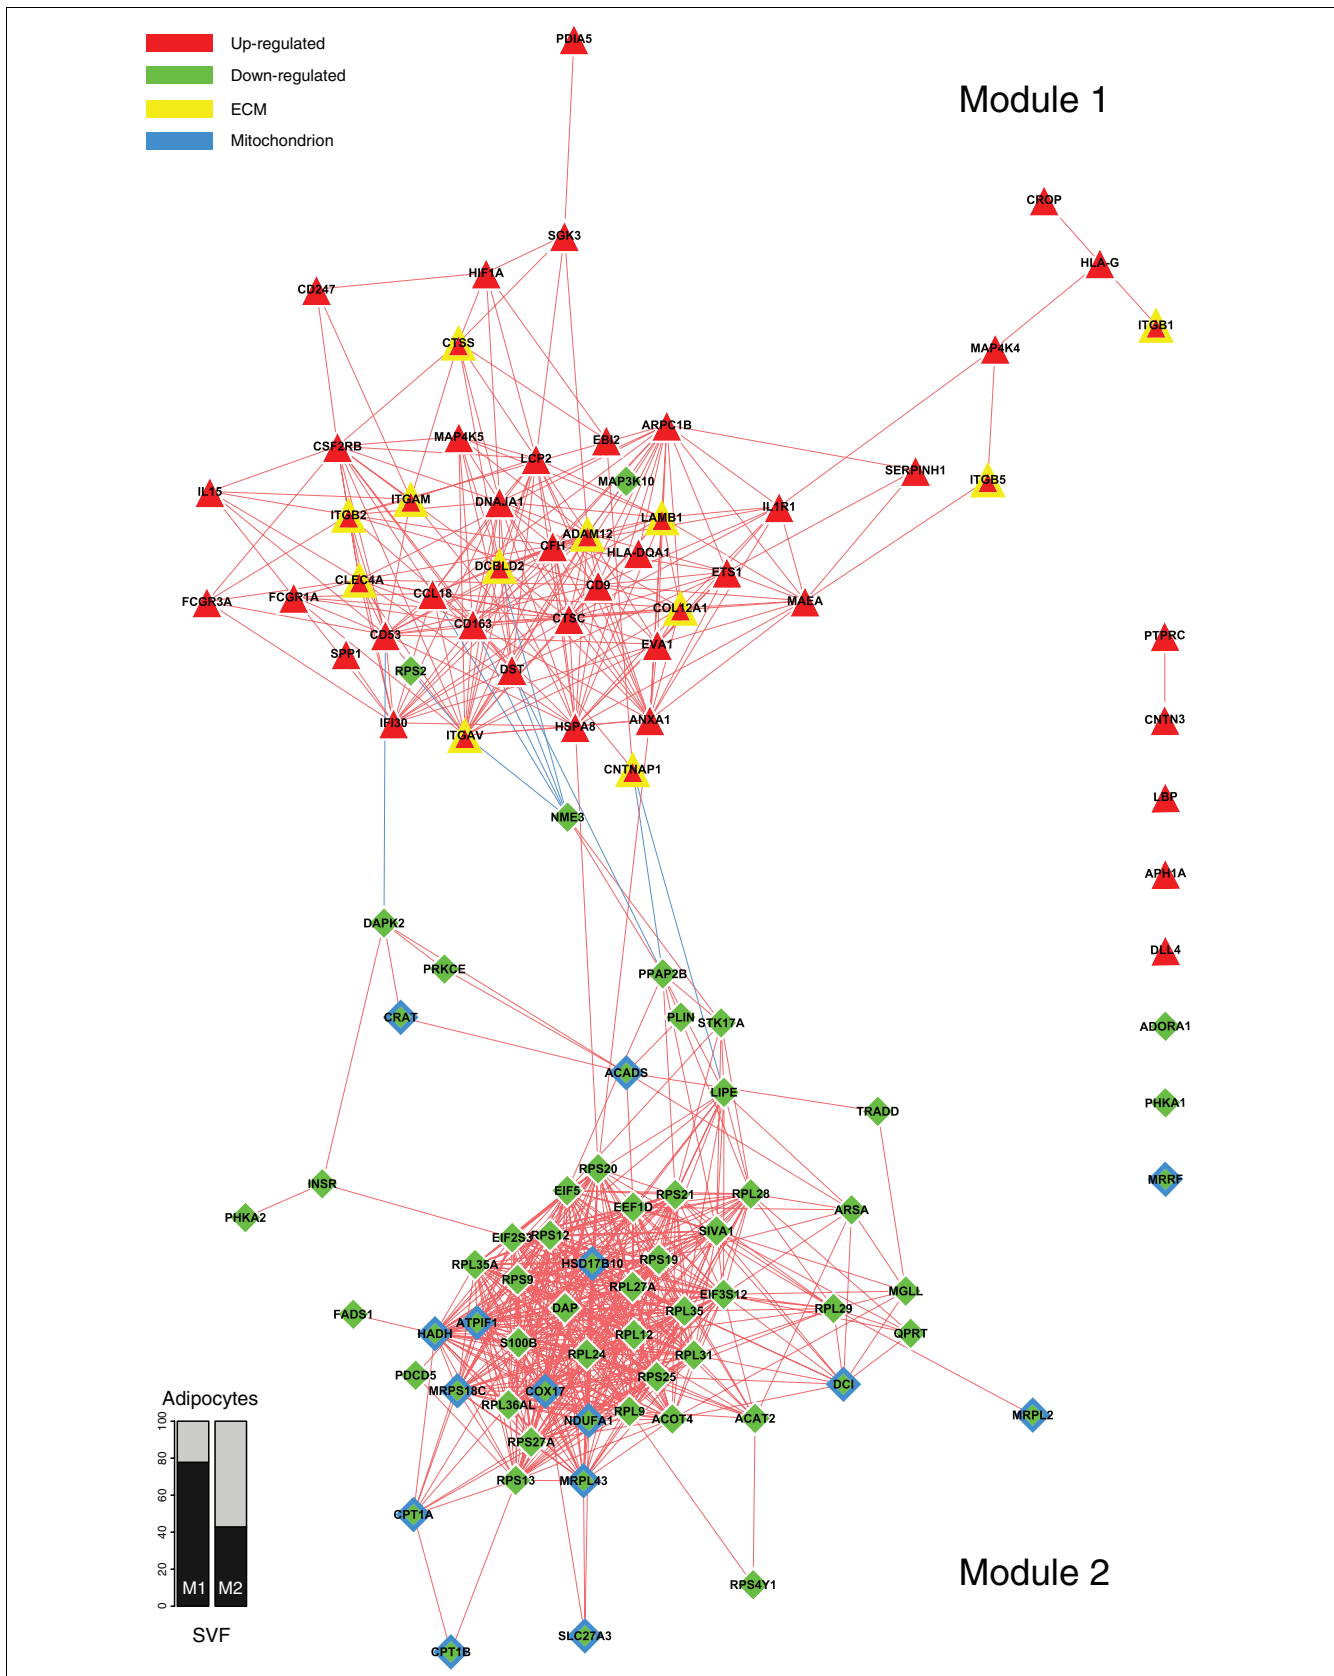 Up-regulated
Down-regulated
ECM
Mitochondrion
Module 1
PDIA5
CROP
SGK3
HLA-G
HIF1A
CD247
ITGB1
CTSS
MAP4K4
ARPC1B
MAP4K5
EBI2
CSF2RB
LCP2
SERPINH1
MAP3K10
ITGB5
IL15
ITGAM
DNAJA1
IL1R1
ITGB2
LAMB1
ADAM12
CFH
HLA-DQA1
DCBLD2
ETS1
CLEC4A
CD9
CCL18
FCGR1A
FCGR3A
MAEA
COL12A1
CTSC
CD163
CD53
PTPRC
EVA1
SPP1
RPS2
DST
IFI30
ANXA1
HSPA8
CNTN3
ITGAV
CNTNAP1
LBP
NME3
APH1A
DAPK2
DLL4
PRKCE
PPAP2B
CRAT
PLIN
STK17A
ADORA1
ACADS
LIPE
PHKA1
TRADD
RPS20
MRRF
INSR
EIF5
RPS21
RPL28
EEF1D
ARSA
PHKA2
SIVA1
EIF2S3
RPS12
RPL35A
HSD17B10
RPS19
RPS9
RPL27A
EIF3S12
MGLL
DAP
RPL35
RPL29
FADS1
ATPIF1
HADH
RPL12
QPRT
S100B
RPL24
RPL31
PDCD5
RPS25
DCI
MRPS18C
COX17
RPL36AL
RPL9
NDUFA1
ACOT4
ACAT2
MRPL2
RPS27A
RPS13
MRPL43
CPT1A
RPS4Y1
SLC27A3
CPT1B
Adipocytes
100
80
60
40
20
0
M1
M2
SVF
Module 2